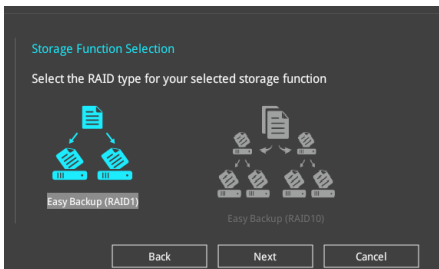 Storage Function Selection
Select the RAID type for your selected storage function
Easy Backup (RAID1)
Easy Backup (RAID10)
Back
Next
Cancel